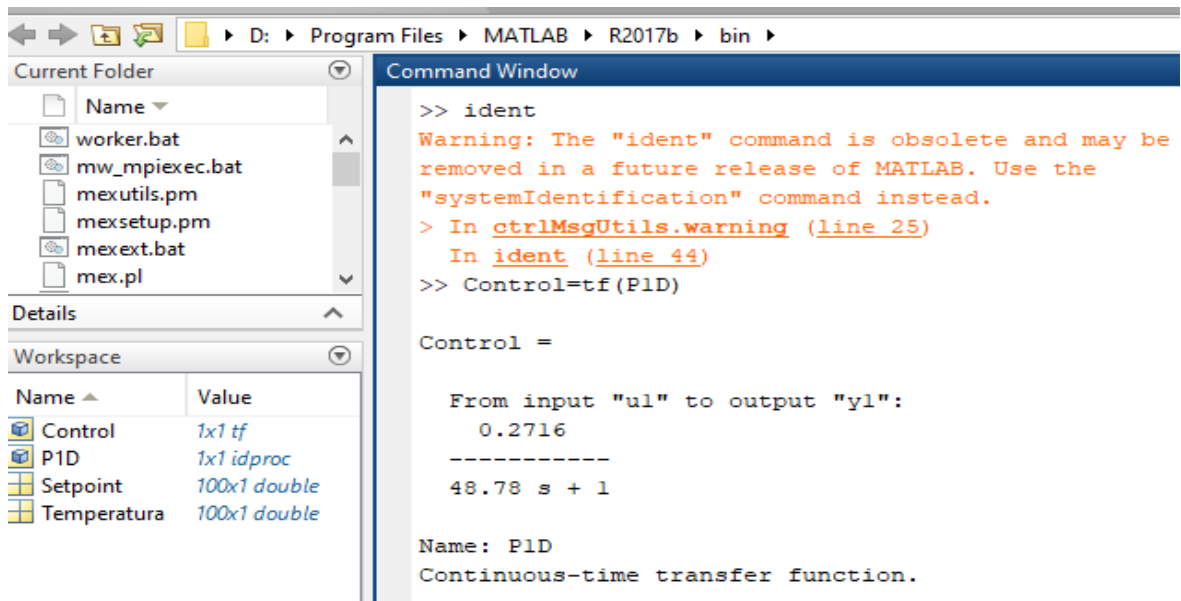 D: Program Files MATLAB R2017b bin
Current Folder
Name
worker.bat
mw_mpiexec.bat
mexutils.pm
mexsetup.pm
mexext.bat
mex.pl
Details
Workspace
Name Value
Control 1x1 tf
P1D 1x1 idproc
Setpoint 100x1 double
Temperatura 100x1 double
Command Window
>> ident
Warning: The "ident" command is obsolete and may be
removed in a future release of MATLAB. Use the
"systemIdentification" command instead.
> In ctrlMsgUtils.warning (line 25)
In ident (line 44)
>> Control=tf(P1D)
Control =
From input "u1" to output "y1":
0.2716
-----------
48.78 s + 1
Name: P1D
Continuous-time transfer function.